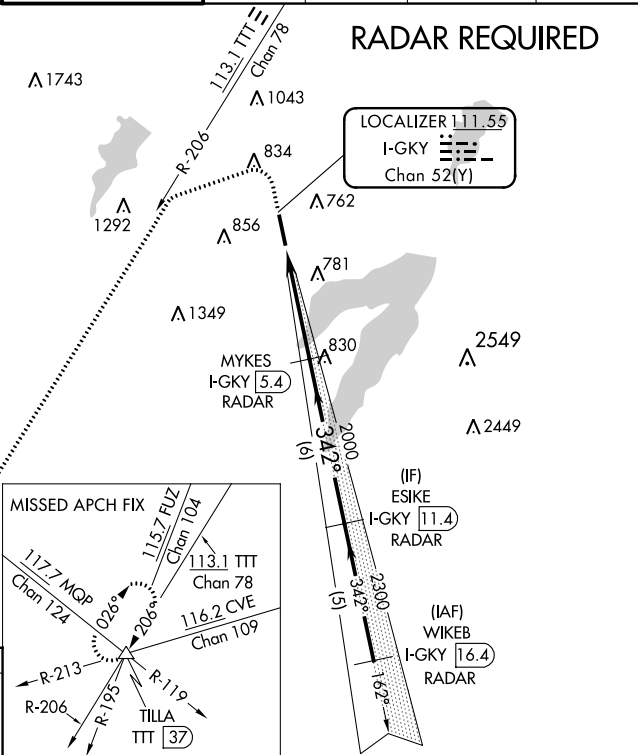 RADAR REQUIRED
113.1 TTT
Chan 78
1743
1043
R-206
LOCALIZER 111.55
I-GKY
Chan 52(Y)
834
762
1292
856
781
1349
830
2549
MYKES
I-GKY 5.4
RADAR
2449
2000
342°
(6)
(IF)
ESIKE
I-GKY 11.4
RADAR
2300
342°
(5)
(IAF)
WIKEB
I-GKY 16.4
RADAR
162°
MISSED APCH FIX
115.7 FUZ
Chan 104
113.1 TTT
Chan 78
117.7 MQP
Chan 124
026°
206°
116.2 CVE
Chan 109
R-213
R-119
R-206
R-195
TILLA
TTT 37